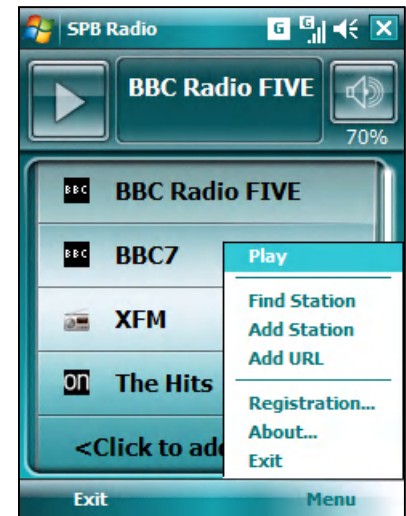 SPB Radio G G
BBC Radio FIVE
70%
BBC BBC Radio FIVE
BBC BBC7
XFM
on The Hits
<Click to add
Play
Find Station
Add Station
Add URL
Registration...
About...
Exit
Exit Menu